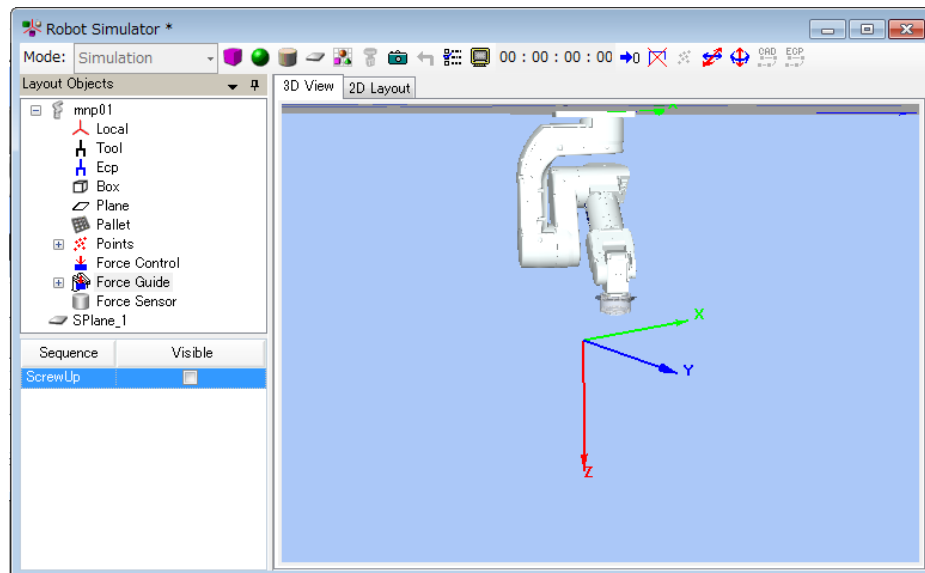 Robot Simulator *
Mode: Simulation 00 : 00 : 00 : 00 CAD ECP
Layout Objects
3D View 2D Layout
mnp01
Local
Tool
Ecp
Box
Plane
Pallet
Points
Force Control
Force Guide
Force Sensor
SPlane_1
Sequence Visible
ScrewUp
X
Y
Z